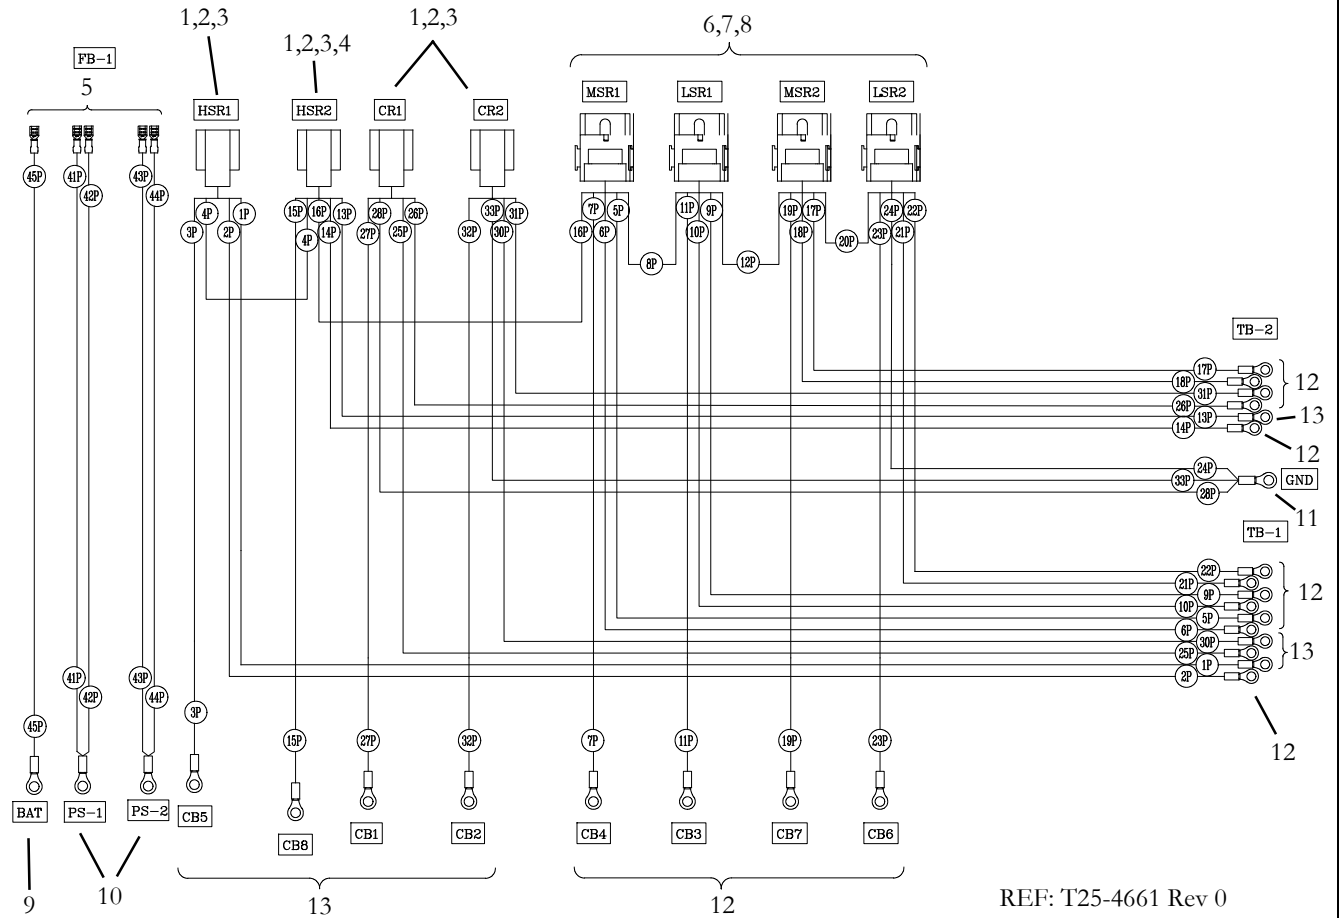 1,2,3
1,2,3,4
1,2,3
6,7,8
FB-1
5
HSR1
HSR2
CR1
CR2
MSR1
LSR1
MSR2
LSR2
45P
41P
42P
43P
44P
3P
4P
2P
1P
15P
4P
16P
14P
13P
27P
28P
25P
26P
32P
33P
30P
31P
16P
7P
6P
5P
8P
11P
10P
9P
12P
19P
18P
17P
20P
23P
24P
21P
22P
TB-2
17P
18P
31P
26P
13P
14P
12
13
12
24P
33P
28P
GND
11
TB-1
22P
21P
9P
10P
5P
6P
30P
25P
1P
2P
12
13
12
41P
42P
43P
44P
45P
3P
15P
27P
32P
7P
11P
19P
23P
BAT
PS-1
PS-2
CB5
CB8
CB1
CB2
CB4
CB3
CB7
CB6
9
10
13
12
REF: T25-4661 Rev 0